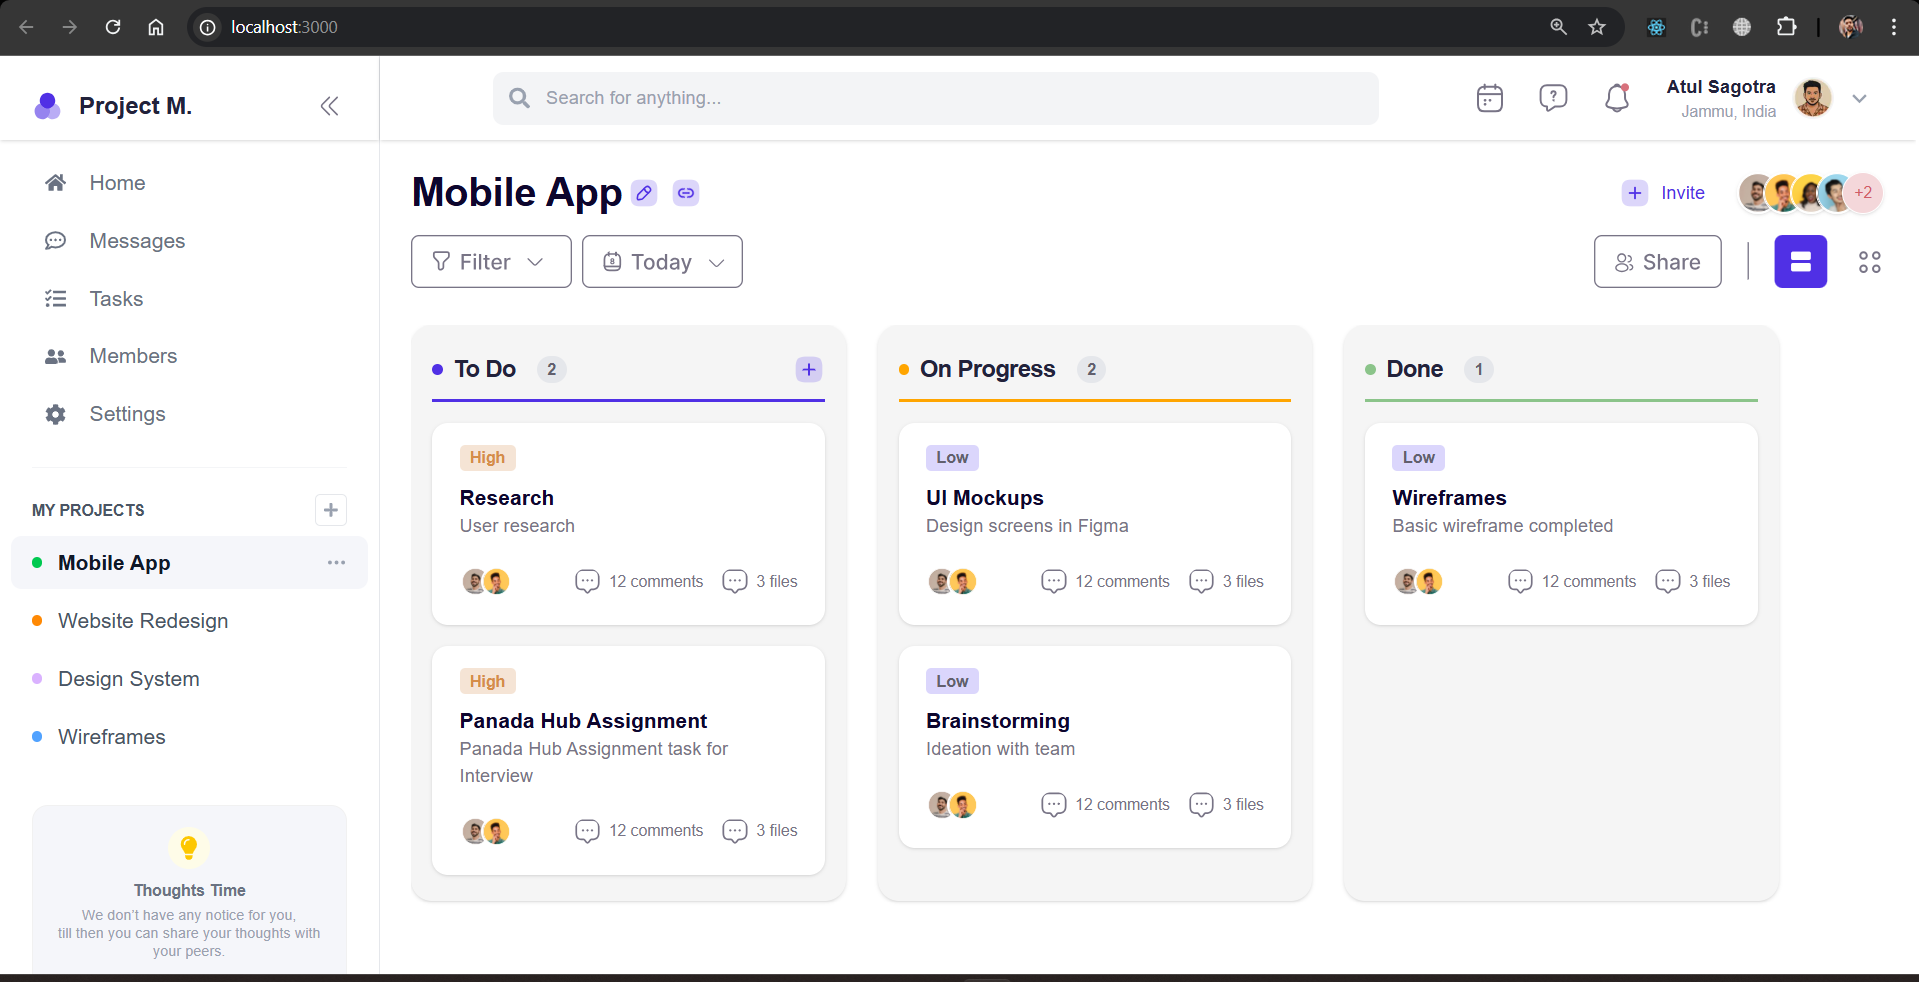 localhost:3000
Project M.
Search for anything...
Atul Sagotra
Jammu, India
Home
Messages
Tasks
Members
Settings
MY PROJECTS
Mobile App
Website Redesign
Design System
Wireframes
Thoughts Time
We don't have any notice for you,
till then you can share your thoughts with
your peers.
Mobile App
Invite
+2
Filter
8 Today
Share
To Do 2
High
Research
User research
12 comments 3 files
High
Panada Hub Assignment
Panada Hub Assignment task for
Interview
12 comments 3 files
On Progress 2
Low
UI Mockups
Design screens in Figma
12 comments 3 files
Low
Brainstorming
Ideation with team
12 comments 3 files
Done 1
Low
Wireframes
Basic wireframe completed
12 comments 3 files